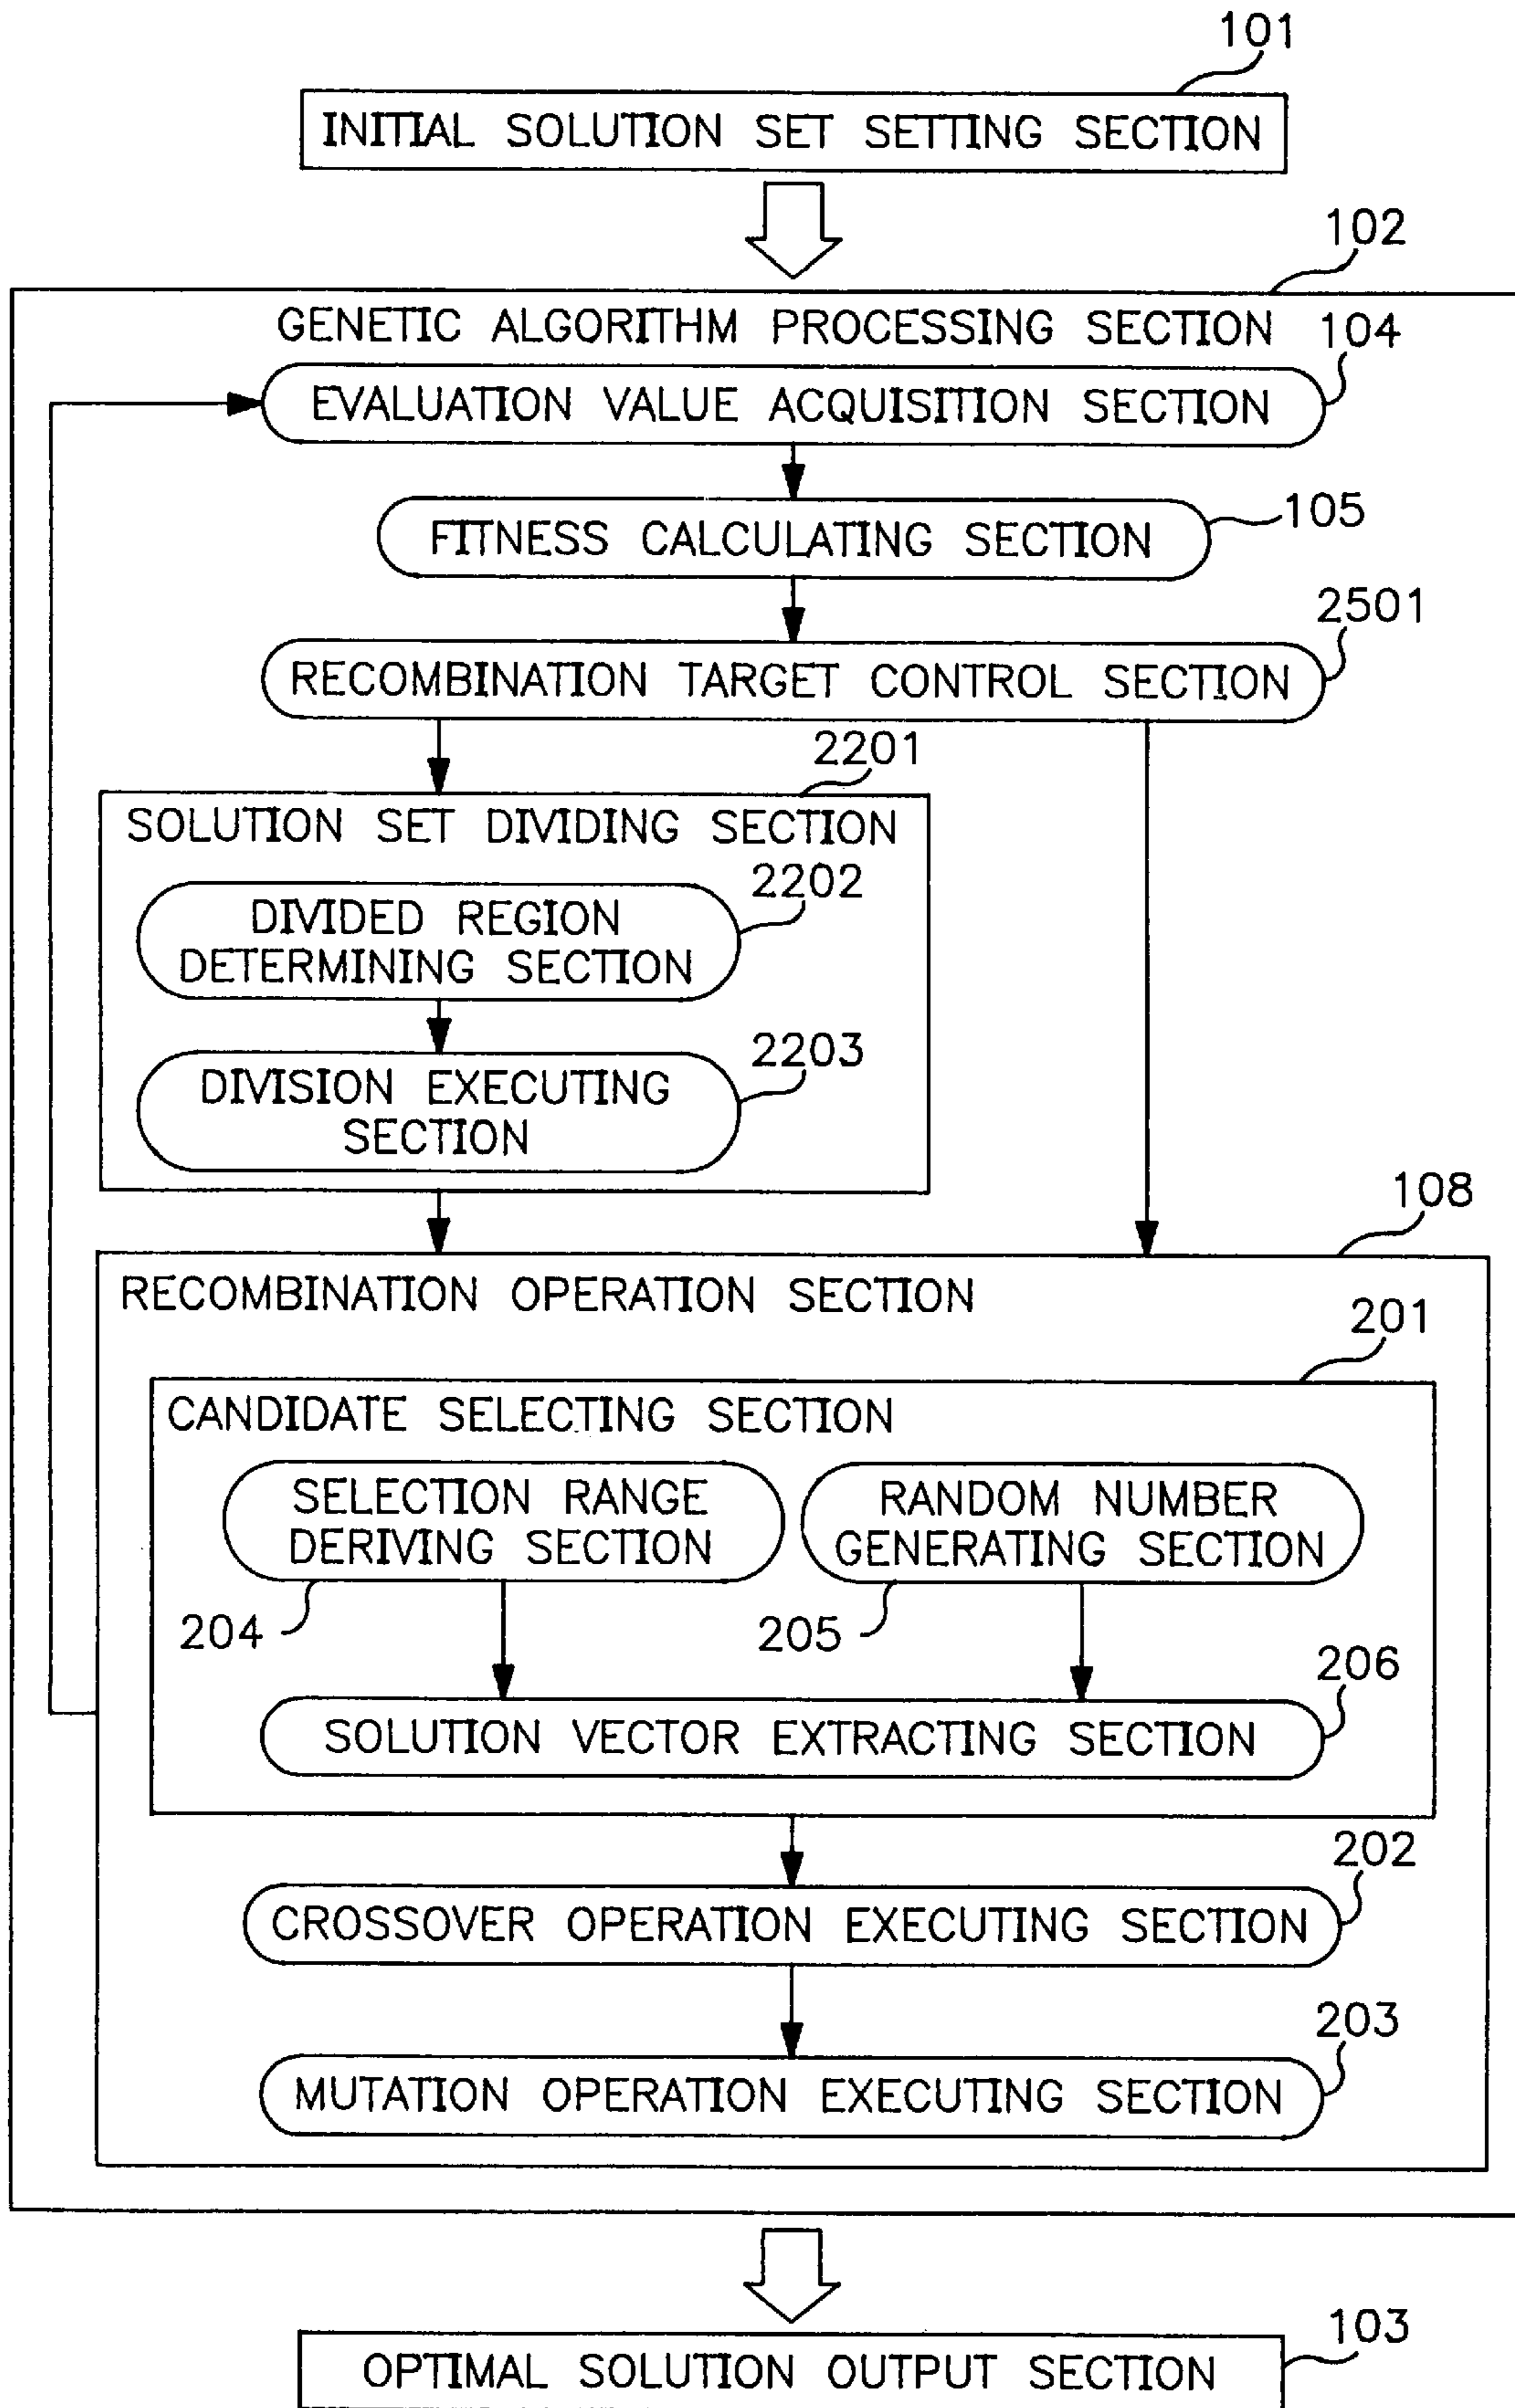 101
INITIAL SOLUTION SET SETTING SECTION
102
GENETIC ALGORITHM PROCESSING SECTION
104
EVALUATION VALUE ACQUISITION SECTION
FITNESS CALCULATING SECTION
105
2501
RECOMBINATION TARGET CONTROL SECTION
2201
SOLUTION SET DIVIDING SECTION
2202
DIVIDED REGION
DETERMINING SECTION
2203
DIVISION EXECUTING
SECTION
108
RECOMBINATION OPERATION SECTION
201
CANDIDATE SELECTING SECTION
SELECTION RANGE
DERIVING SECTION
RANDOM NUMBER
GENERATING SECTION
204
205
206
SOLUTION VECTOR EXTRACTING SECTION
202
CROSSOVER OPERATION EXECUTING SECTION
203
MUTATION OPERATION EXECUTING SECTION
103
OPTIMAL SOLUTION OUTPUT SECTION